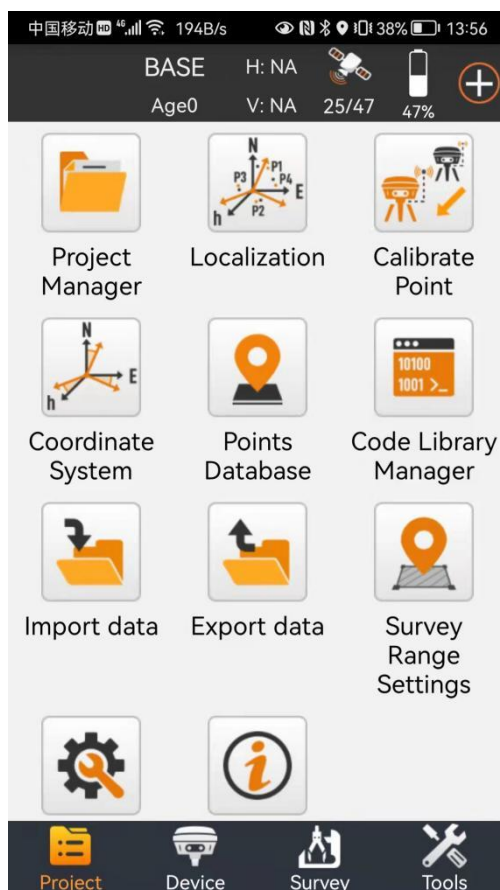 中国移动 HD 46 194B/s 38% 13:56
BASE H: NA
Age0 V: NA 25/47 47%
N
P1
P3 P4
E
P2
h
Project
Manager
Localization
Calibrate
Point
N
E
h
10100
1001 >_
Coordinate
System
Points
Database
Code Library
Manager
Import data
Export data
Survey
Range
Settings
Project
Device
Survey
Tools